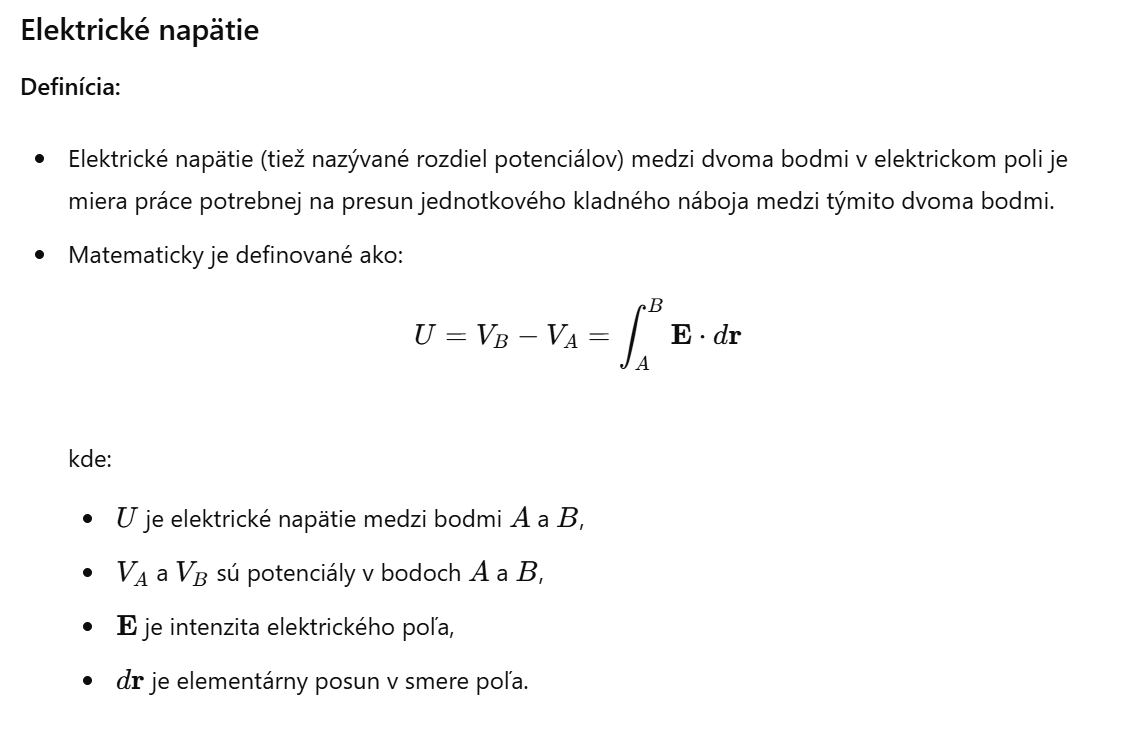 Elektrické napätie
Definícia:
• Elektrické napätie (tiež nazývané rozdiel potenciálov) medzi dvoma bodmi v elektrickom poli je
miera práce potrebnej na presun jednotkového kladného náboja medzi týmito dvoma bodmi.
• Matematicky je definované ako:
U = V_B − V_A = ∫_A^B E · dr
kde:
• U je elektrické napätie medzi bodmi A a B,
• V_A a V_B sú potenciály v bodoch A a B,
• E je intenzita elektrického poľa,
• dr je elementárny posun v smere poľa.